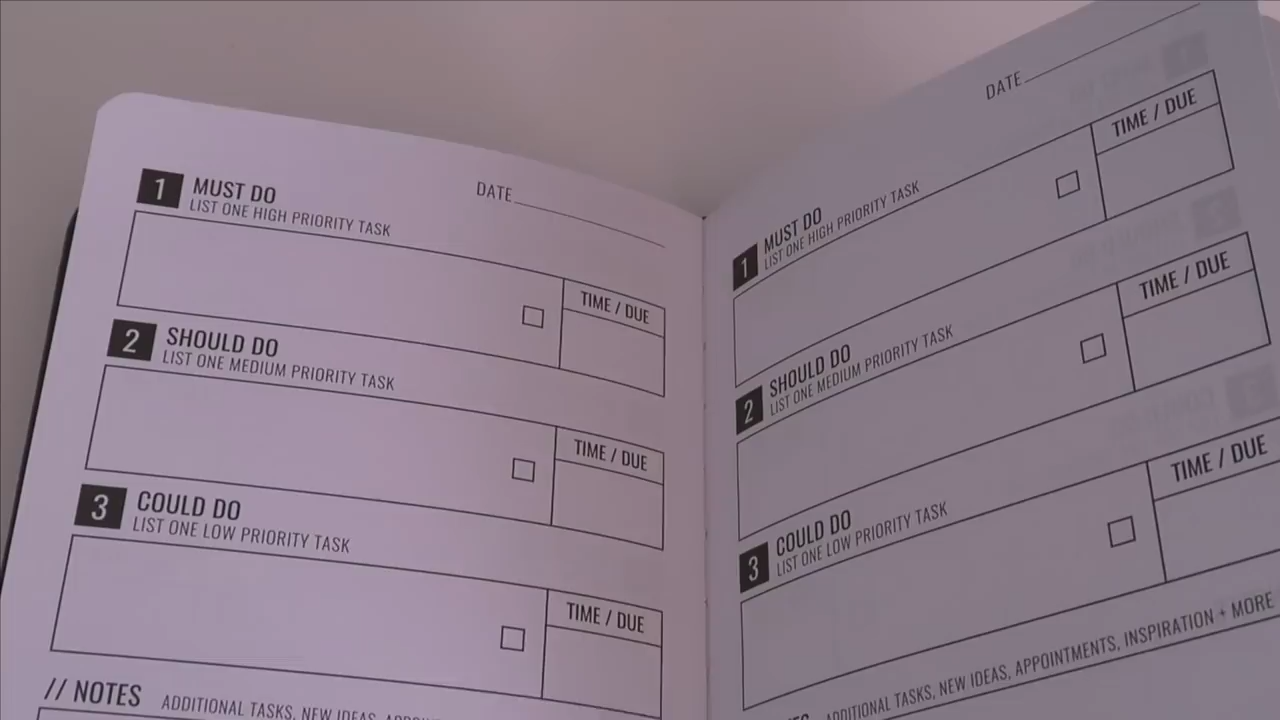 DATE
1 MUST DO
LIST ONE HIGH PRIORITY TASK
TIME / DUE
2 SHOULD DO
LIST ONE MEDIUM PRIORITY TASK
TIME / DUE
3 COULD DO
LIST ONE LOW PRIORITY TASK
TIME / DUE
// NOTES ADDITIONAL TASKS, NEW IDEAS,
DATE
1 MUST DO
LIST ONE HIGH PRIORITY TASK
TIME / DUE
2 SHOULD DO
LIST ONE MEDIUM PRIORITY TASK
TIME / DUE
3 COULD DO
LIST ONE LOW PRIORITY TASK
TIME / DUE
ADDITIONAL TASKS, NEW IDEAS, APPOINTMENTS, INSPIRATION + MORE